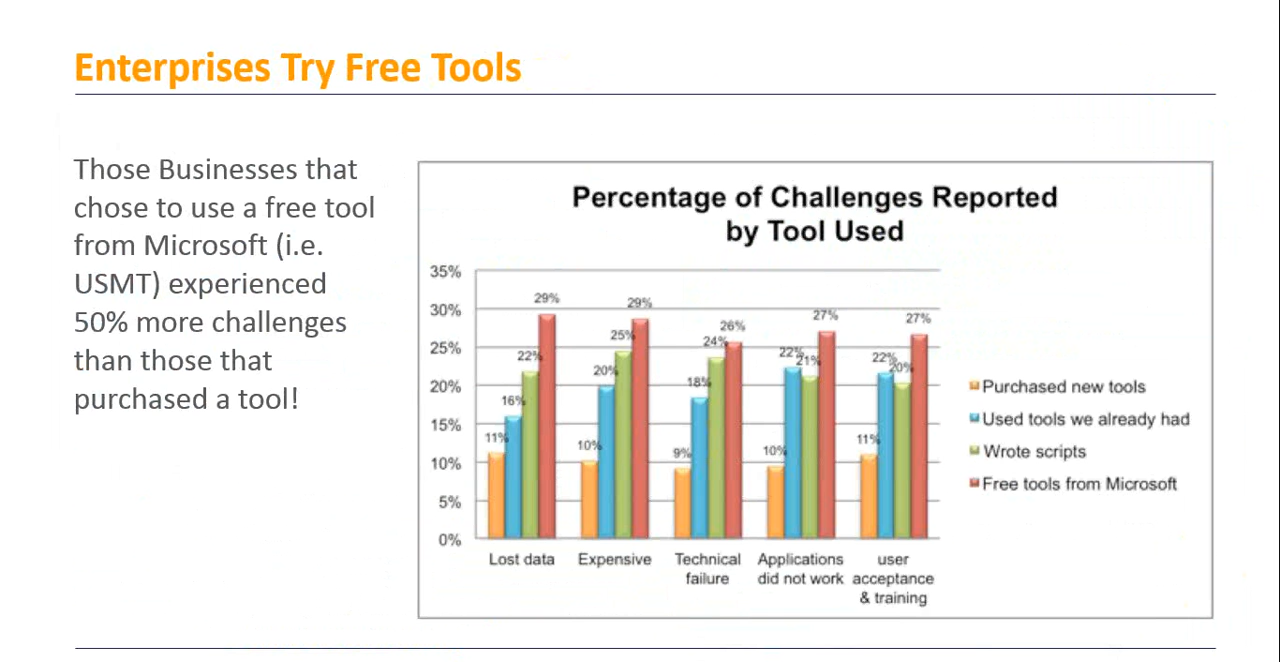 Enterprises Try Free Tools
Those Businesses that
chose to use a free tool
from Microsoft (i.e.
USMT) experienced
50% more challenges
than those that
purchased a tool!
Percentage of Challenges Reported
by Tool Used
35%
30%
25%
20%
15%
10%
5%
0%
11% 16% 22% 29%
10% 20% 25% 29%
9% 18% 24% 26%
10% 22% 21% 27%
11% 22% 20% 27%
Lost data
Expensive
Technical
failure
Applications
did not work
user
acceptance
& training
Purchased new tools
Used tools we already had
Wrote scripts
Free tools from Microsoft